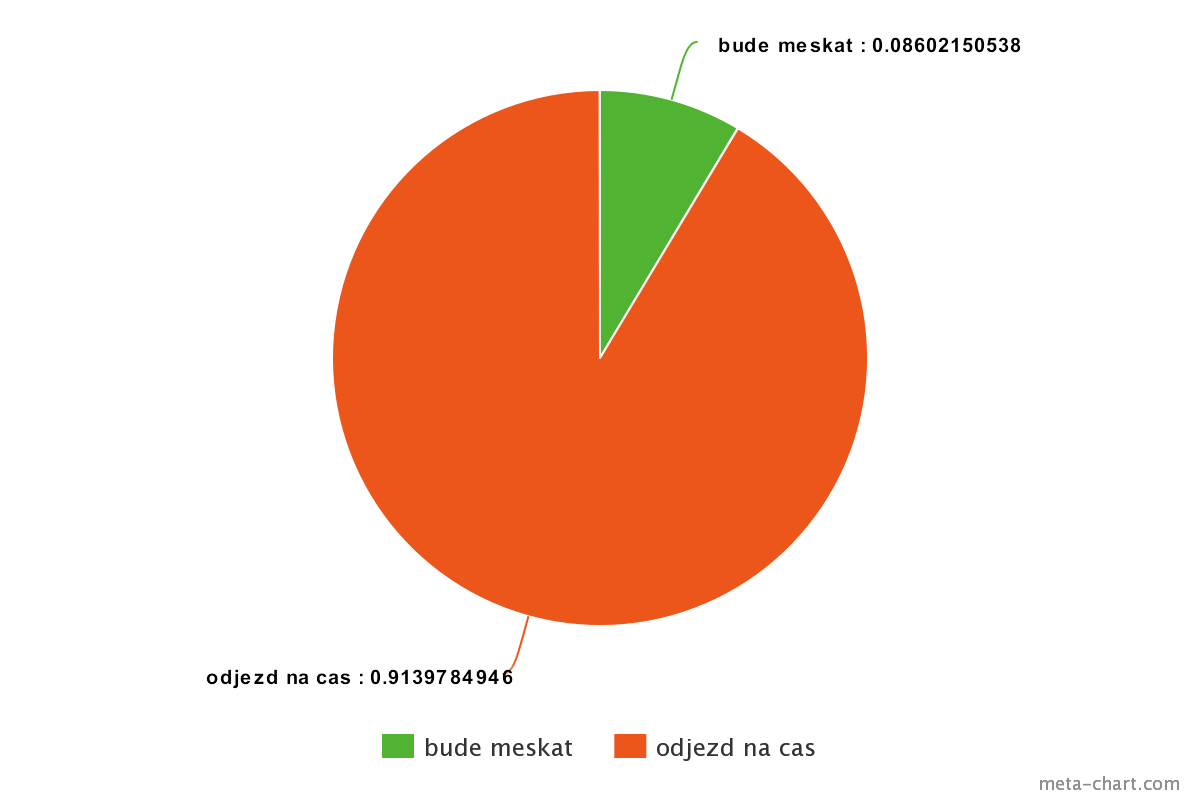 bude meskat : 0.08602150538
odjezd na cas : 0.9139784946
bude meskat
odjezd na cas
meta-chart.com